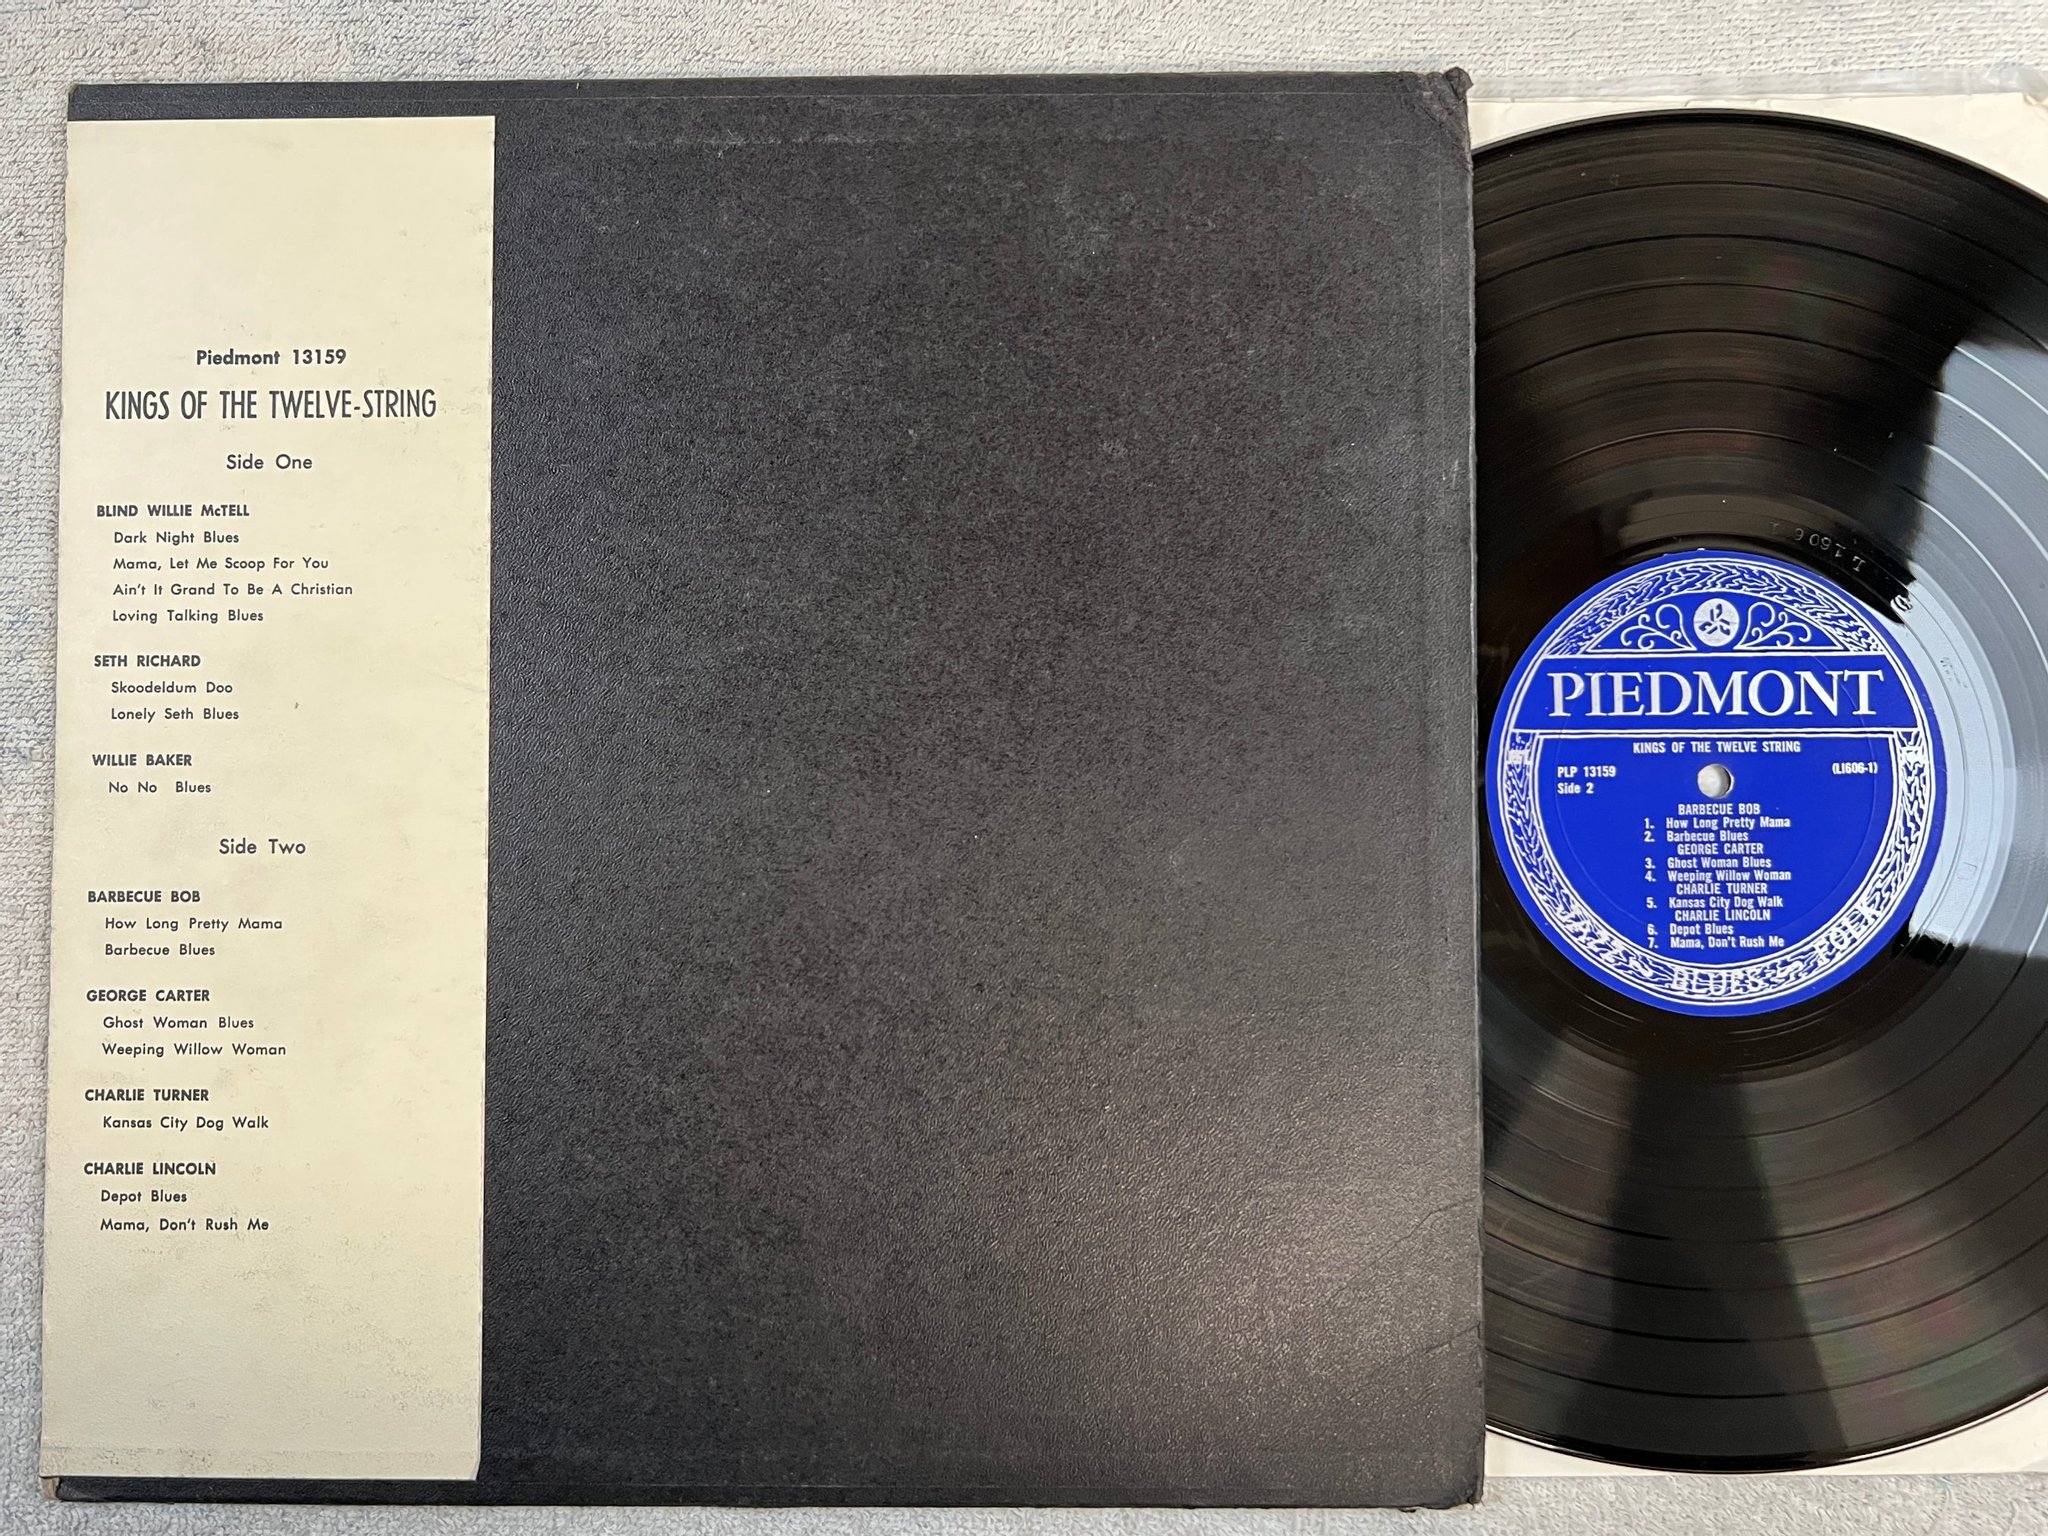 Piedmont 13159
KINGS OF THE TWELVE-STRING
Side One
BLIND WILLIE McTELL
Dark Night Blues
Mama, Let Me Scoop For You
Ain't It Grand To Be A Christian
Loving Talking Blues
SETH RICHARD
Skoodeldum Doo
Lonely Seth Blues
WILLIE BAKER
No No Blues
Side Two
BARBECUE BOB
How Long Pretty Mama
Barbecue Blues
GEORGE CARTER
Ghost Woman Blues
Weeping Willow Woman
CHARLIE TURNER
Kansas City Dog Walk
CHARLIE LINCOLN
Depot Blues
Mama, Don't Rush Me
L 1606 1
PIEDMONT
KINGS OF THE TWELVE STRING
PLP 13159 (L1606-1)
Side 2
BARBECUE BOB
1. How Long Pretty Mama
2. Barbecue Blues
GEORGE CARTER
3. Ghost Woman Blues
4. Weeping Willow Woman
CHARLIE TURNER
5. Kansas City Dog Walk
CHARLIE LINCOLN
6. Depot Blues
7. Mama, Don't Rush Me
JAZZ BLUES FOLK